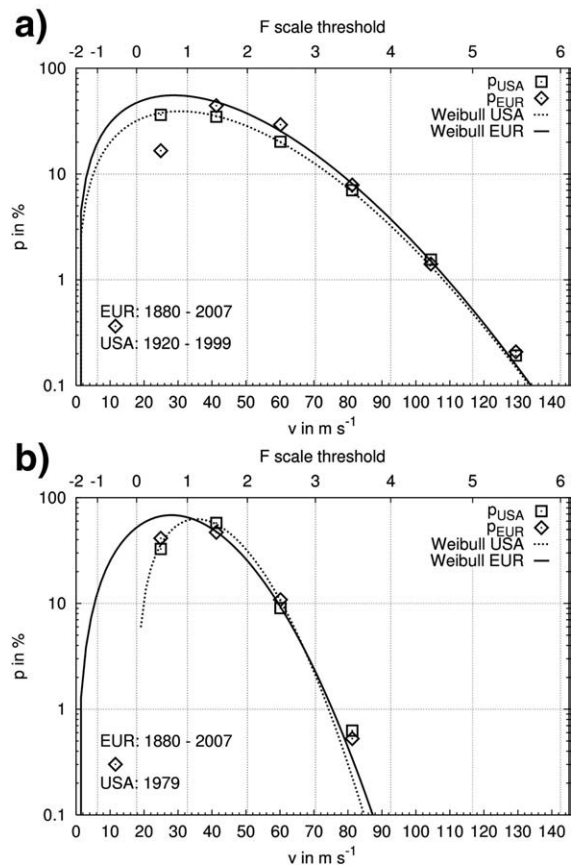 a)
F scale threshold
-2 -1 0 1 2 3 4 5 6
100
10
1
0.1
p in %
pUSA
pEUR
Weibull USA
Weibull EUR
EUR: 1880 - 2007
USA: 1920 - 1999
0 10 20 30 40 50 60 70 80 90 100 110 120 130 140
v in m s-1
b)
F scale threshold
-2 -1 0 1 2 3 4 5 6
100
10
1
0.1
p in %
pUSA
pEUR
Weibull USA
Weibull EUR
EUR: 1880 - 2007
USA: 1979
0 10 20 30 40 50 60 70 80 90 100 110 120 130 140
v in m s-1